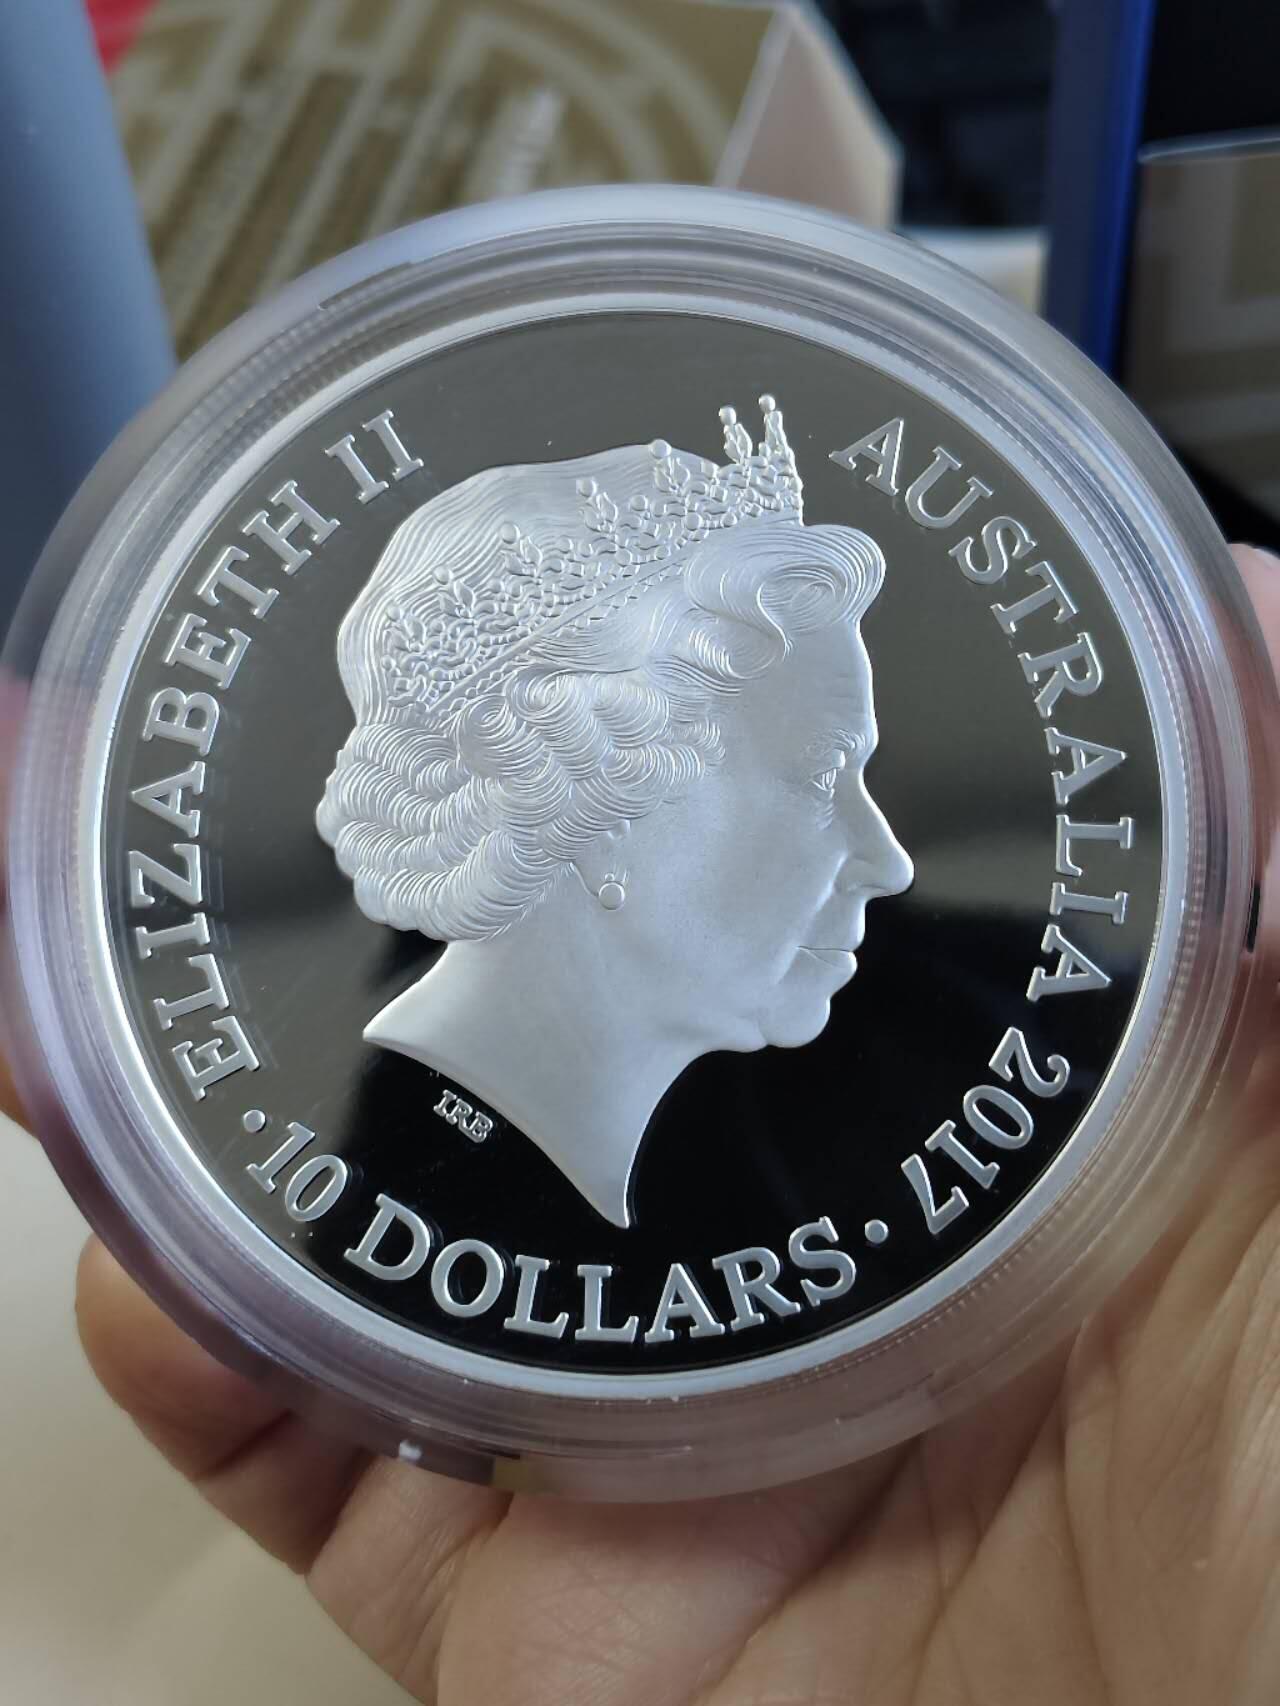 ELIZABETH II
AUSTRALIA 2017
·10 DOLLARS·
IRB